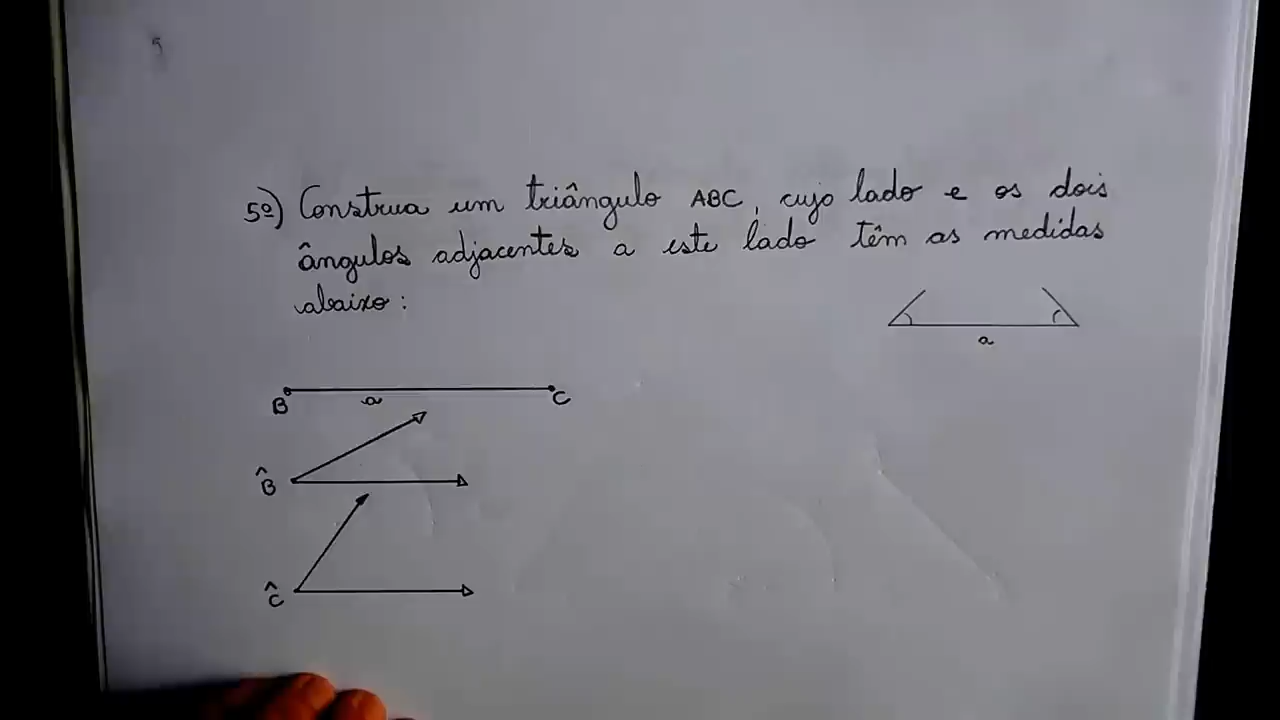 5º) Construa um triângulo ABC, cujo lado e os dois
ângulos adjacentes a este lado têm as medidas
abaixo:
a
B a C
B̂
Ĉ